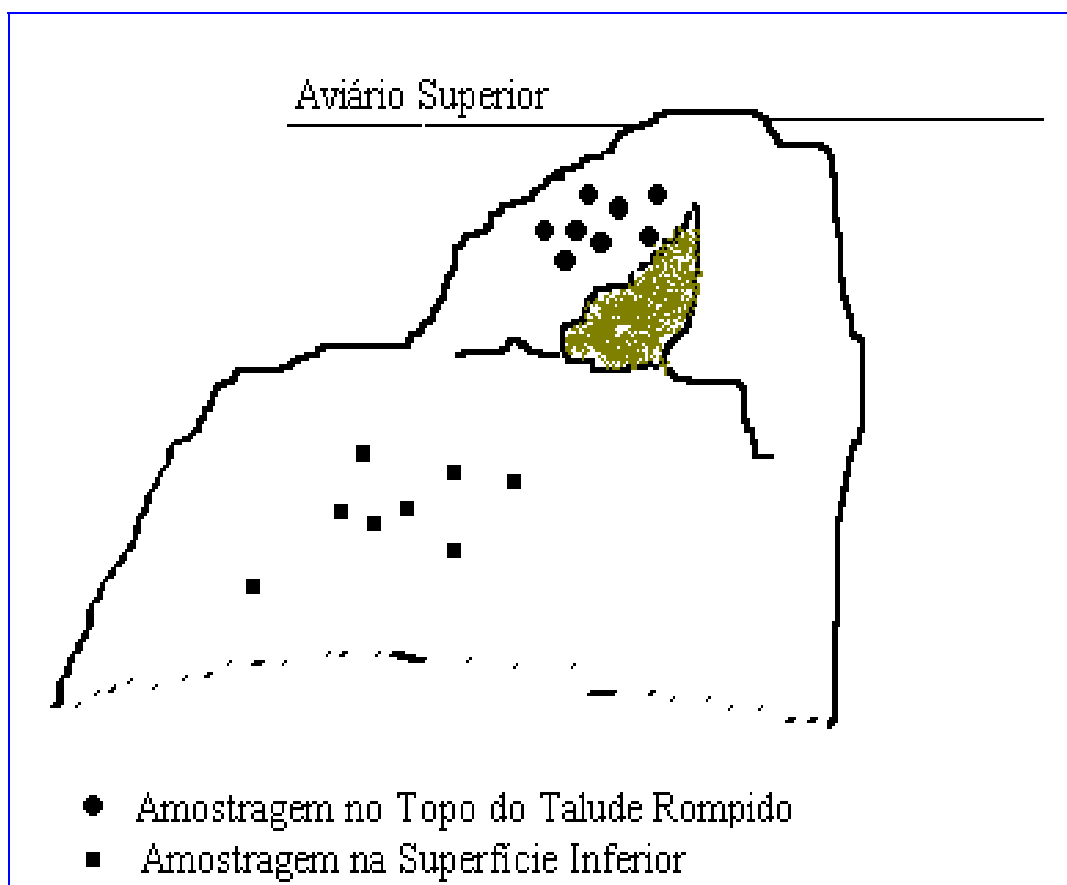 Aviário Superior
Amostragem no Topo do Talude Rompido
Amostragem na Superfície Inferior